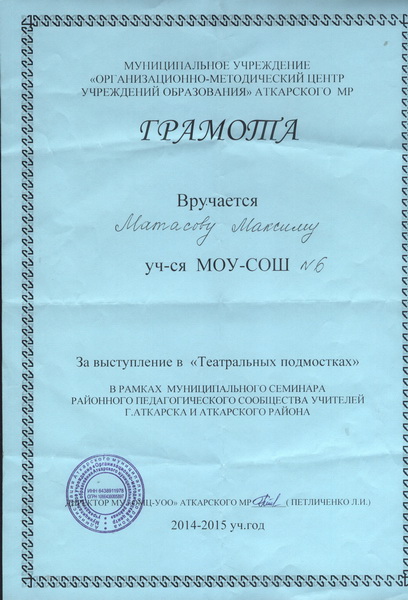 МУНИЦИПАЛЬНОЕ УЧРЕЖДЕНИЕ
«ОРГАНИЗАЦИОННО-МЕТОДИЧЕСКИЙ ЦЕНТР
УЧРЕЖДЕНИЙ ОБРАЗОВАНИЯ» АТКАРСКОГО МР
ГРАМОТА
Вручается
Матасову Максиму
уч-ся МОУ-СОШ №6
За выступление в «Театральных подмостках»
В РАМКАХ МУНИЦИПАЛЬНОГО СЕМИНАРА
РАЙОННОГО ПЕДАГОГИЧЕСКОГО СООБЩЕСТВА УЧИТЕЛЕЙ
Г.АТКАРСКА И АТКАРСКОГО РАЙОНА
ДИРЕКТОР МУ «ОМЦ-УОО» АТКАРСКОГО МР ( ПЕТЛИЧЕНКО Л.И.)
2014-2015 уч.год